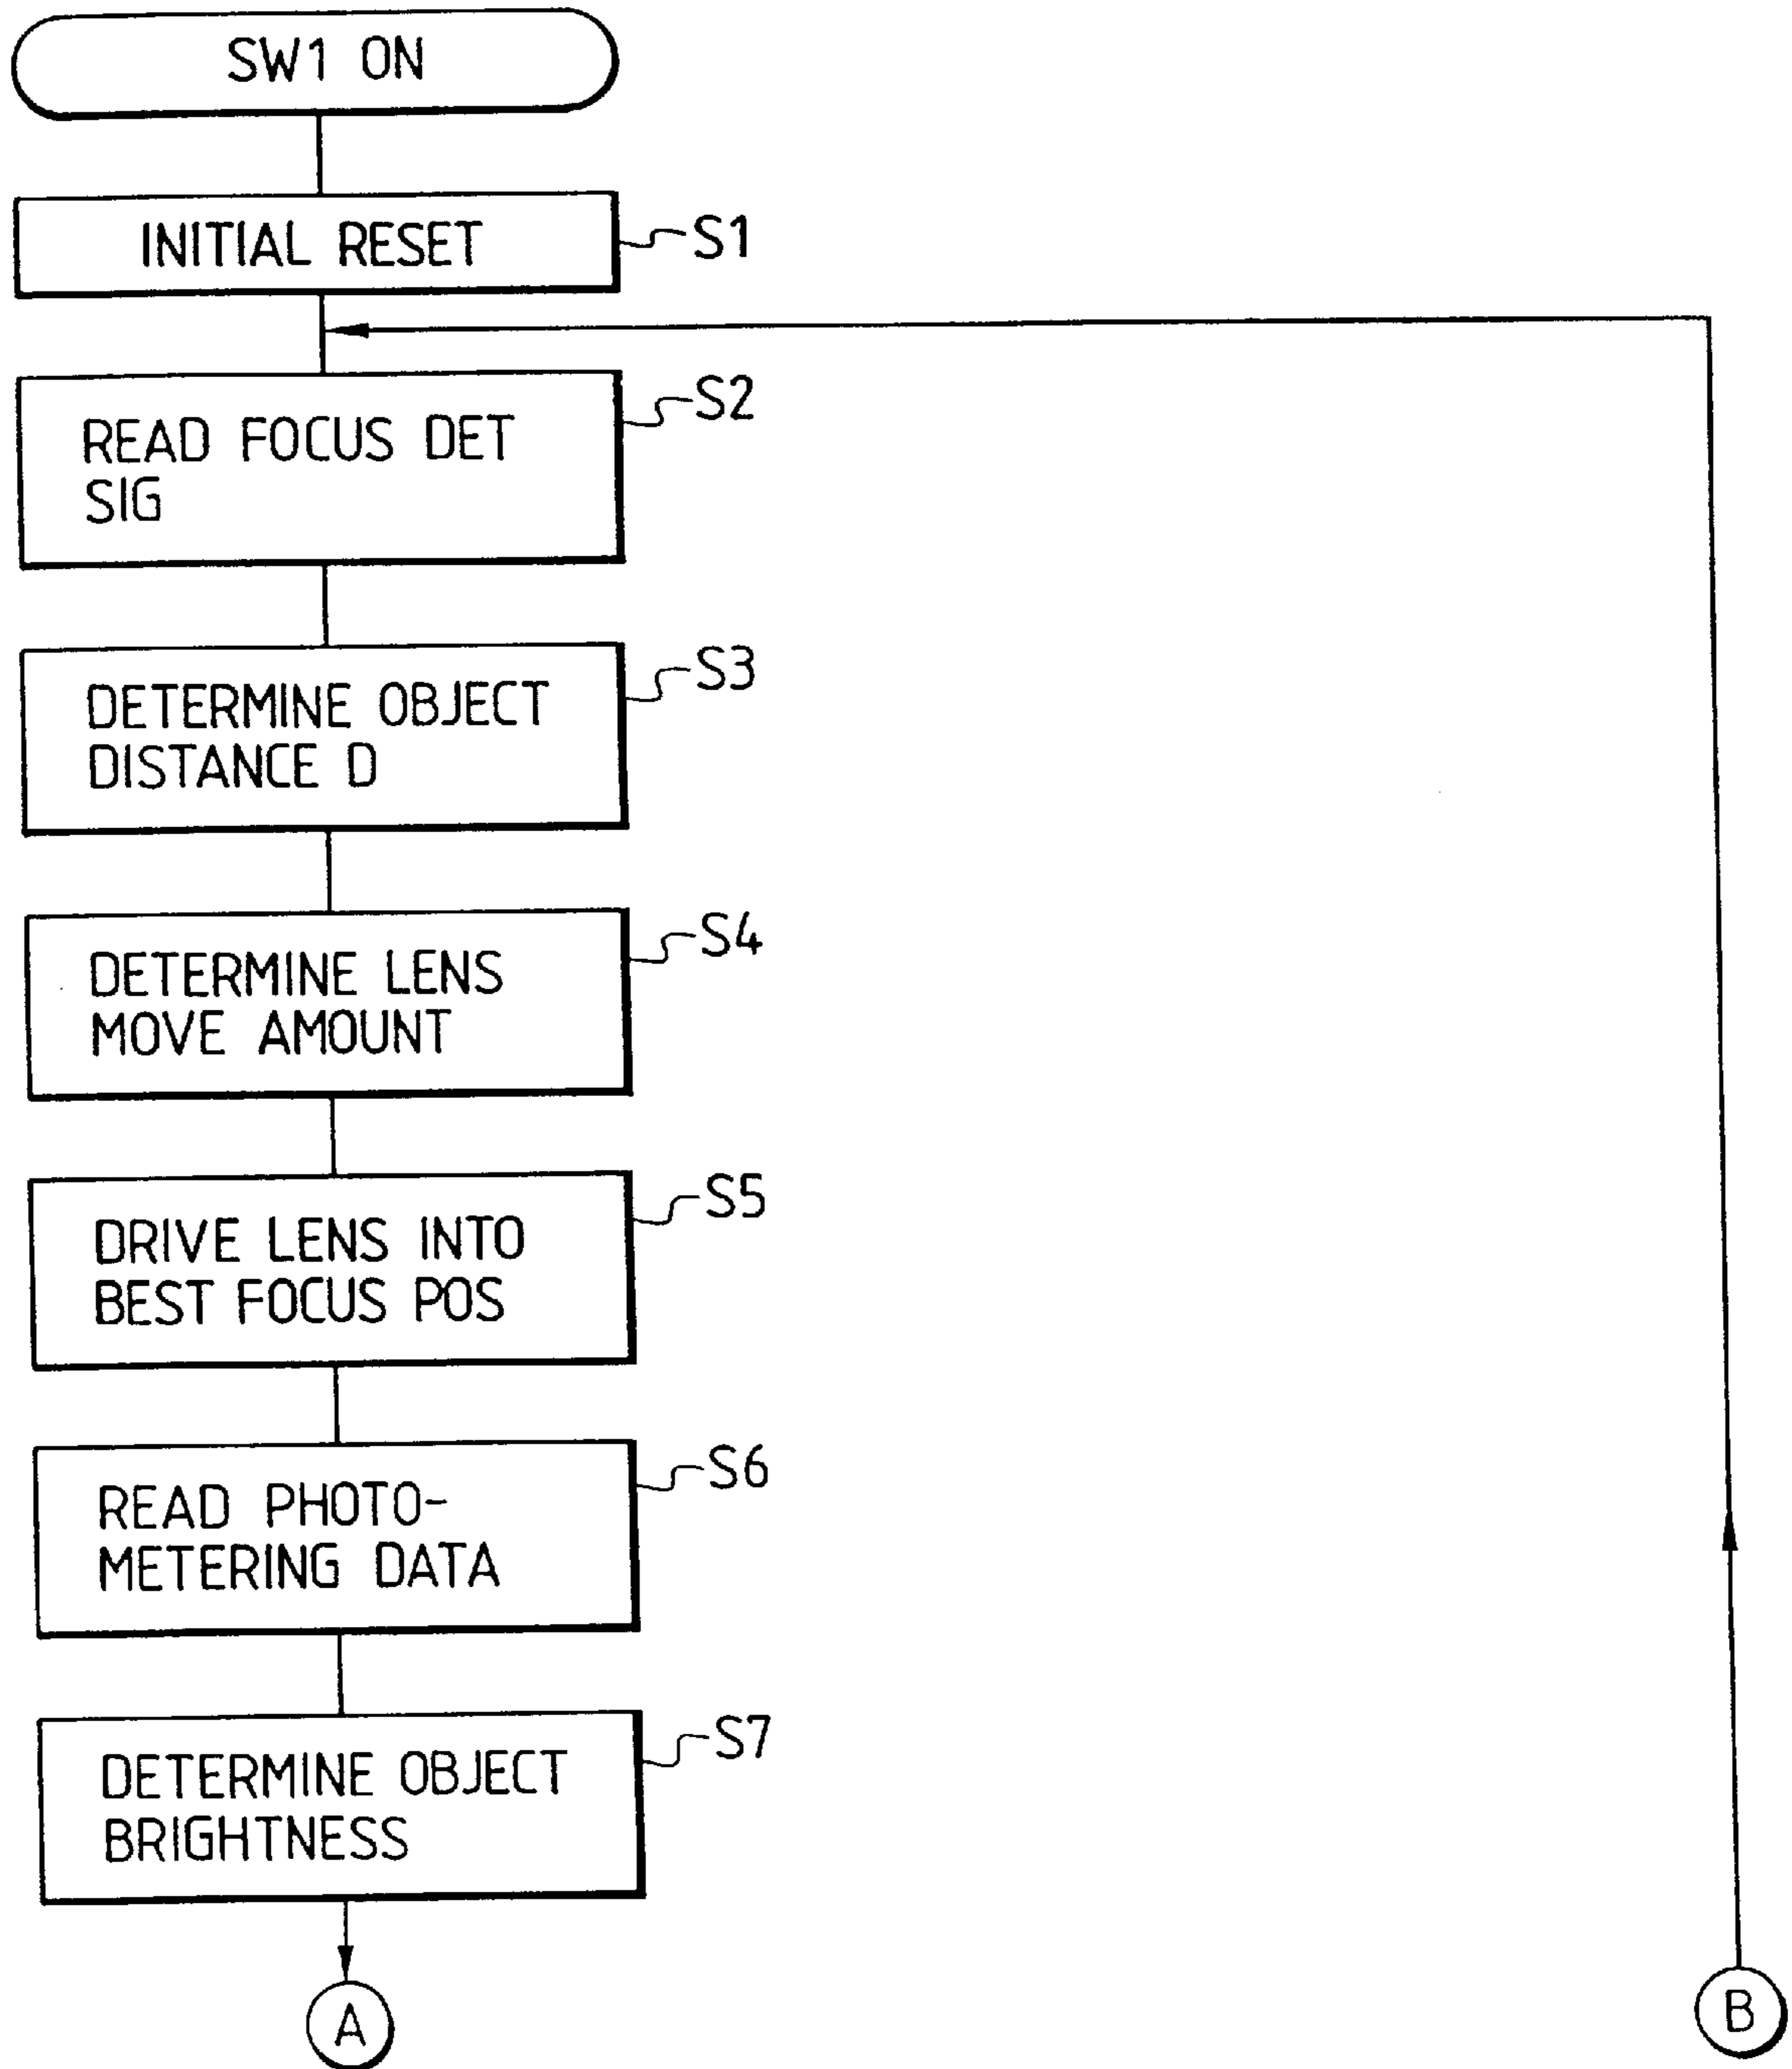 SW1 ON
INITIAL RESET
S1
READ FOCUS DET
SIG
S2
DETERMINE OBJECT
DISTANCE D
S3
DETERMINE LENS
MOVE AMOUNT
S4
DRIVE LENS INTO
BEST FOCUS POS
S5
READ PHOTO-
METERING DATA
S6
DETERMINE OBJECT
BRIGHTNESS
S7
A
B